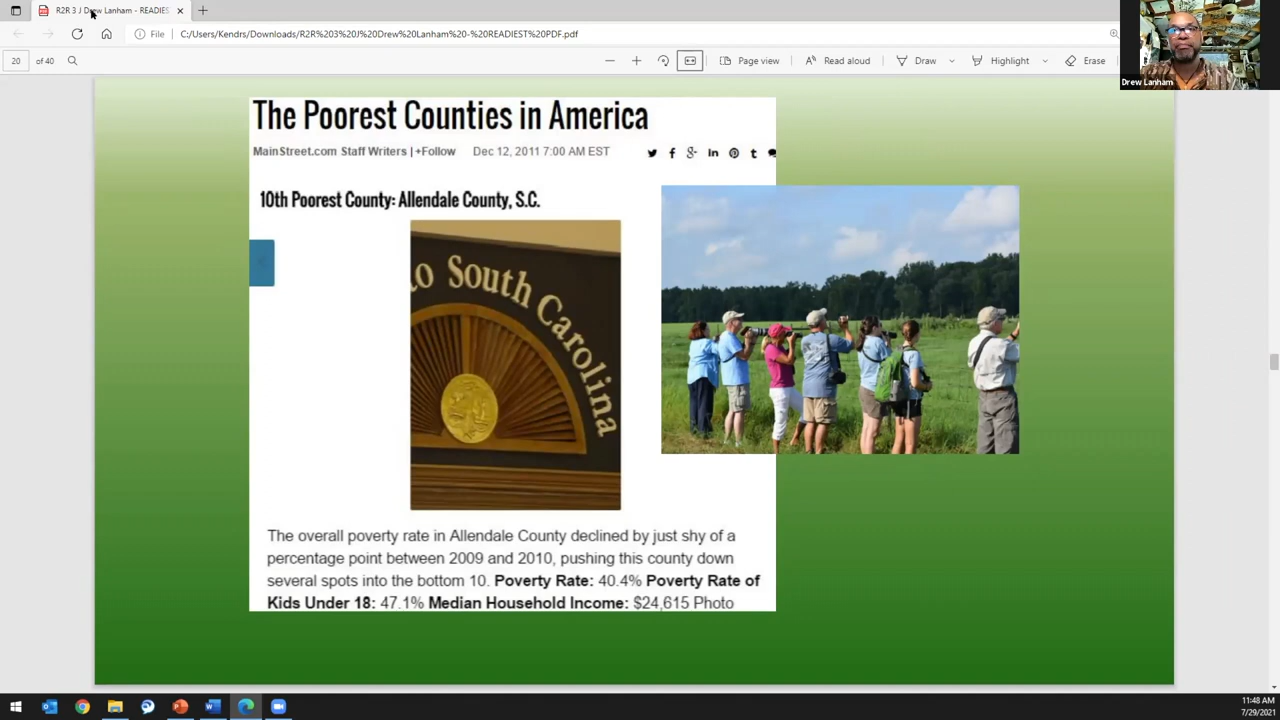 R2R 3 J Drew Lanham - READIES
File
C:/Users/Kendrs/Downloads/R2R%203%20J%20Drew%20Lanham%20-%20READIEST%20PDF.pdf
20 of 40
Page view
Read aloud
Draw
Highlight
Erase
Drew Lanham
The Poorest Counties in America
MainStreet.com Staff Writers | +Follow Dec 12, 2011 7:00 AM EST
10th Poorest County: Allendale County, S.C.
to South Carolina
The overall poverty rate in Allendale County declined by just shy of a
percentage point between 2009 and 2010, pushing this county down
several spots into the bottom 10. Poverty Rate: 40.4% Poverty Rate of
Kids Under 18: 47.1% Median Household Income: $24,615 Photo
11:48 AM
7/29/2021